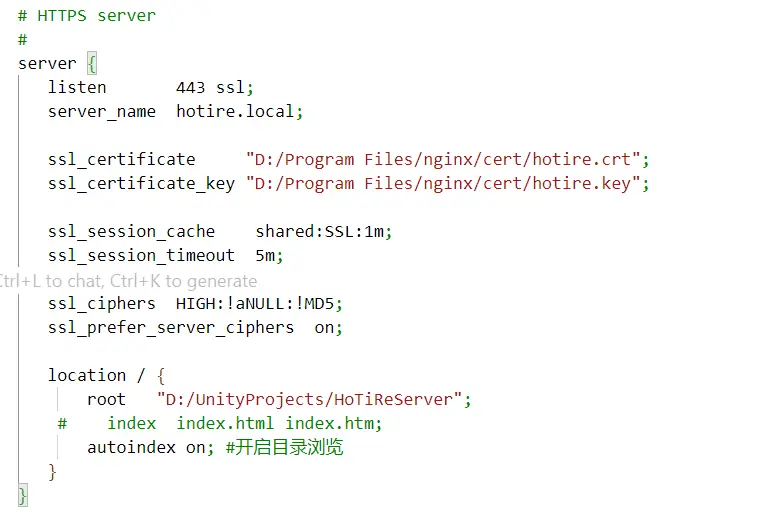 # HTTPS server
#
server {
    listen       443 ssl;
    server_name  hotire.local;

    ssl_certificate     "D:/Program Files/nginx/cert/hotire.crt";
    ssl_certificate_key "D:/Program Files/nginx/cert/hotire.key";

    ssl_session_cache    shared:SSL:1m;
    ssl_session_timeout  5m;
Ctrl+L to chat, Ctrl+K to generate
    ssl_ciphers  HIGH:!aNULL:!MD5;
    ssl_prefer_server_ciphers  on;

    location / {
        root   "D:/UnityProjects/HoTiReServer";
     #    index  index.html index.htm;
        autoindex on; #开启目录浏览
    }
}